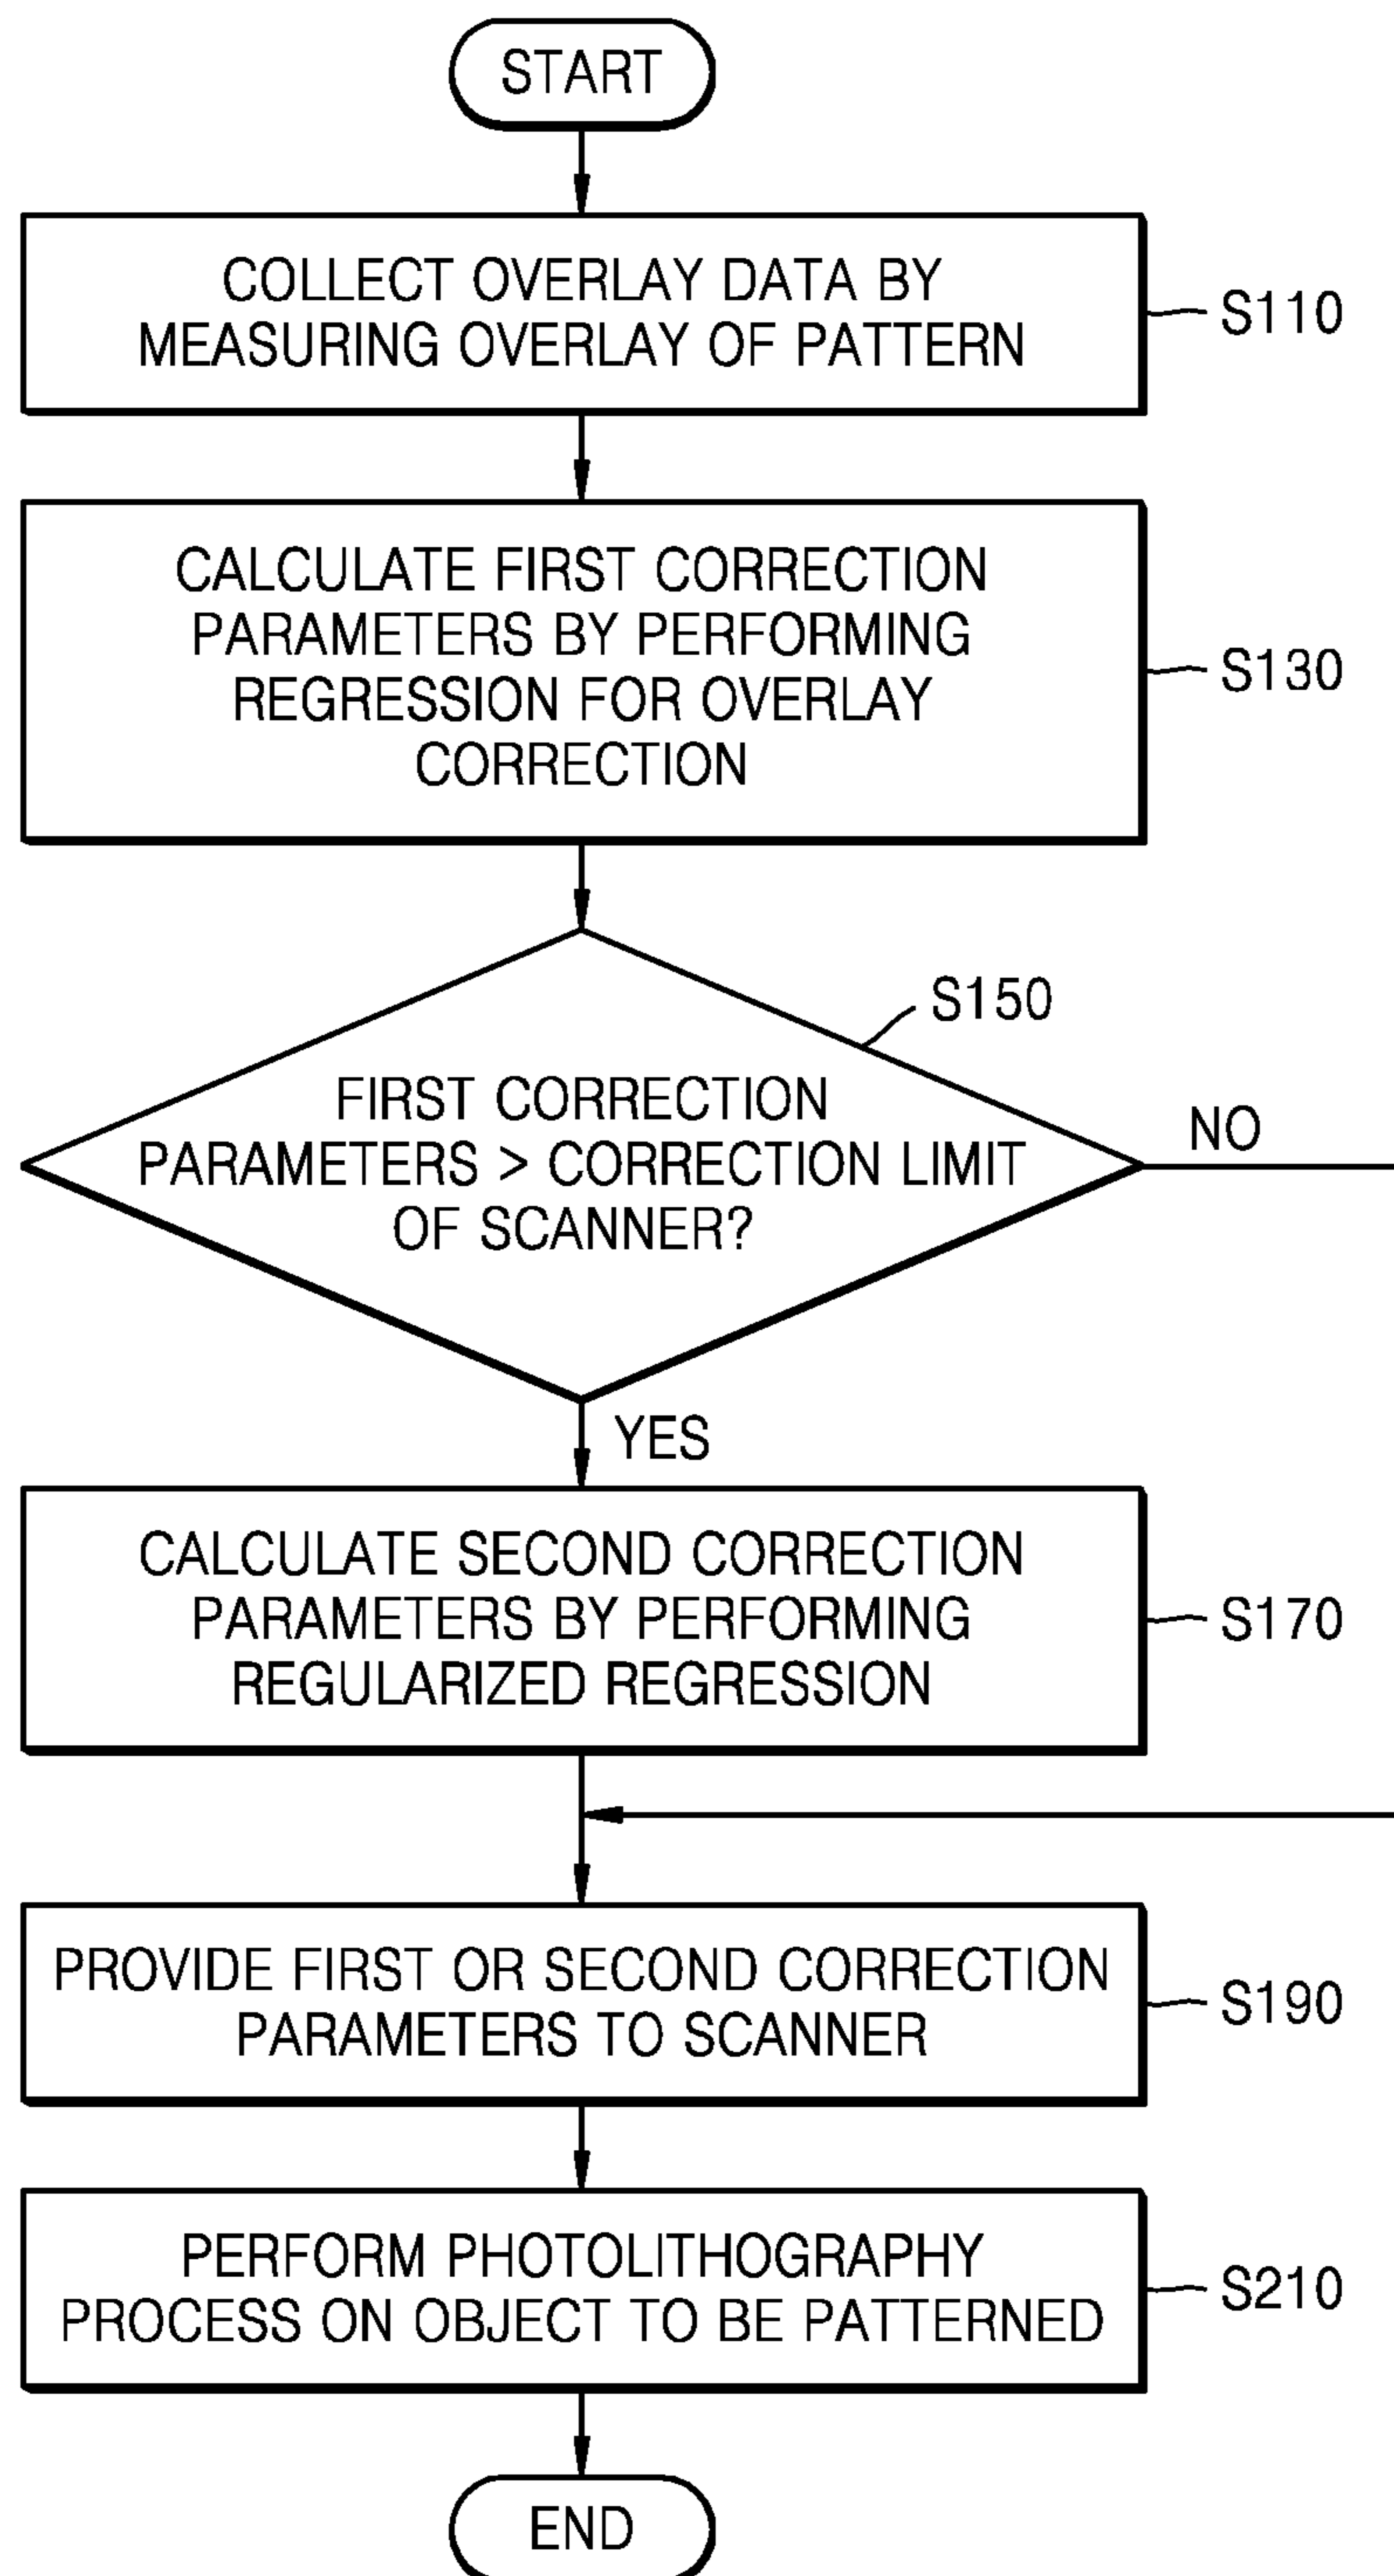 START
COLLECT OVERLAY DATA BY
MEASURING OVERLAY OF PATTERN
S110
CALCULATE FIRST CORRECTION
PARAMETERS BY PERFORMING
REGRESSION FOR OVERLAY
CORRECTION
S130
S150
FIRST CORRECTION
PARAMETERS > CORRECTION LIMIT
OF SCANNER?
NO
YES
CALCULATE SECOND CORRECTION
PARAMETERS BY PERFORMING
REGULARIZED REGRESSION
S170
PROVIDE FIRST OR SECOND CORRECTION
PARAMETERS TO SCANNER
S190
PERFORM PHOTOLITHOGRAPHY
PROCESS ON OBJECT TO BE PATTERNED
S210
END